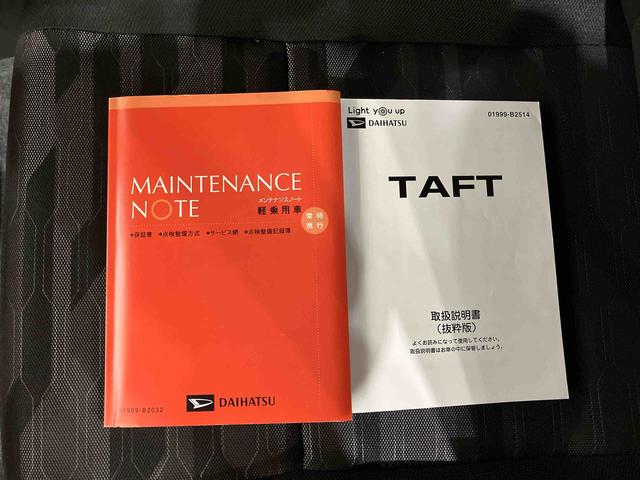 MAINTENANCE
NOTE
メンテナンスノート
軽乗用車
常時
携行
●保証書 ●点検整備方式 ●サービス網 ●点検整備記録簿
DAIHATSU
01989-B2032
Light you up
DAIHATSU
01999-B2514
TAFT
取扱説明書
(抜粋版)
よくお読みになって使用してください。
取扱説明書はお車の中に保管しましょう。